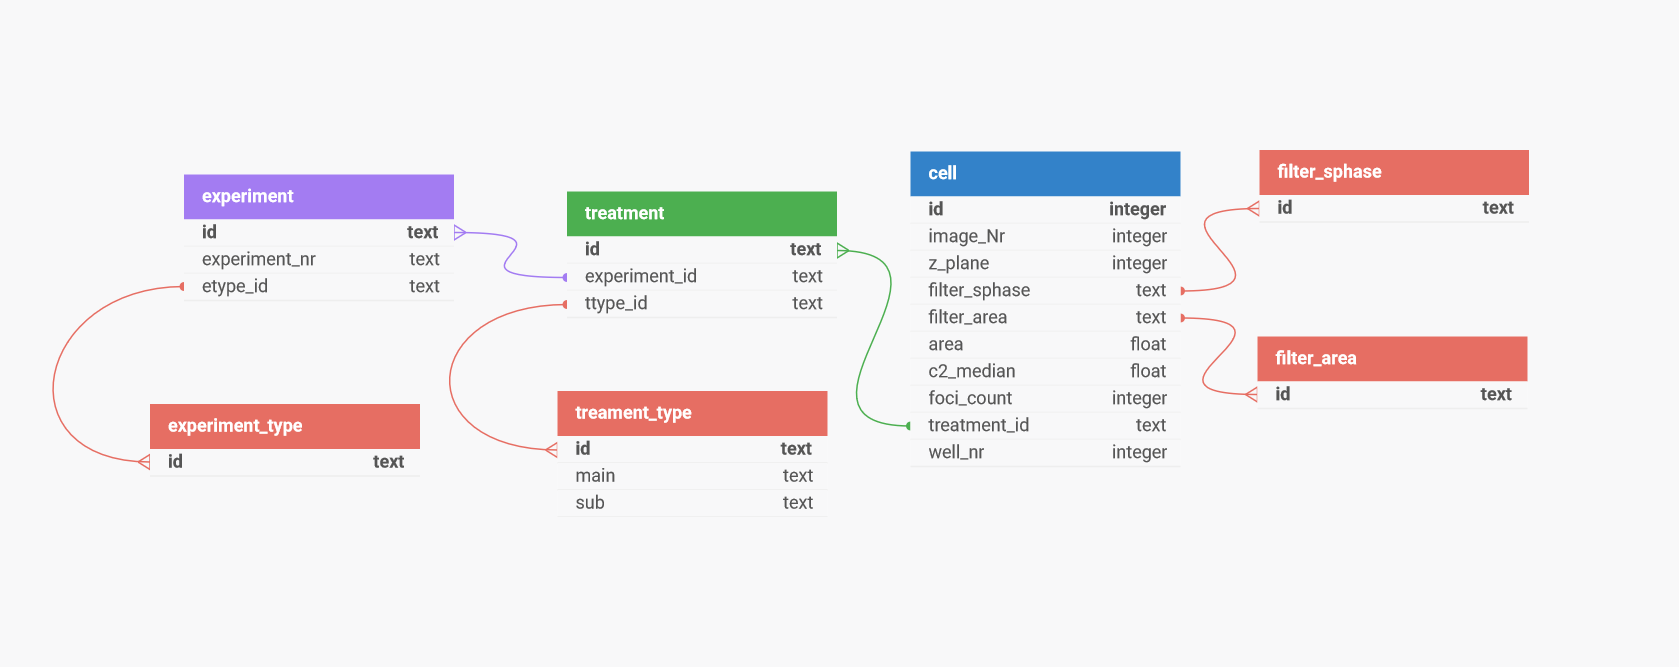 experiment
id text
experiment_nr text
etype_id text
experiment_type
id text
treatment
id text
experiment_id text
ttype_id text
treament_type
id text
main text
sub text
cell
id integer
image_Nr integer
z_plane integer
filter_sphase text
filter_area text
area float
c2_median float
foci_count integer
treatment_id text
well_nr integer
filter_sphase
id text
filter_area
id text